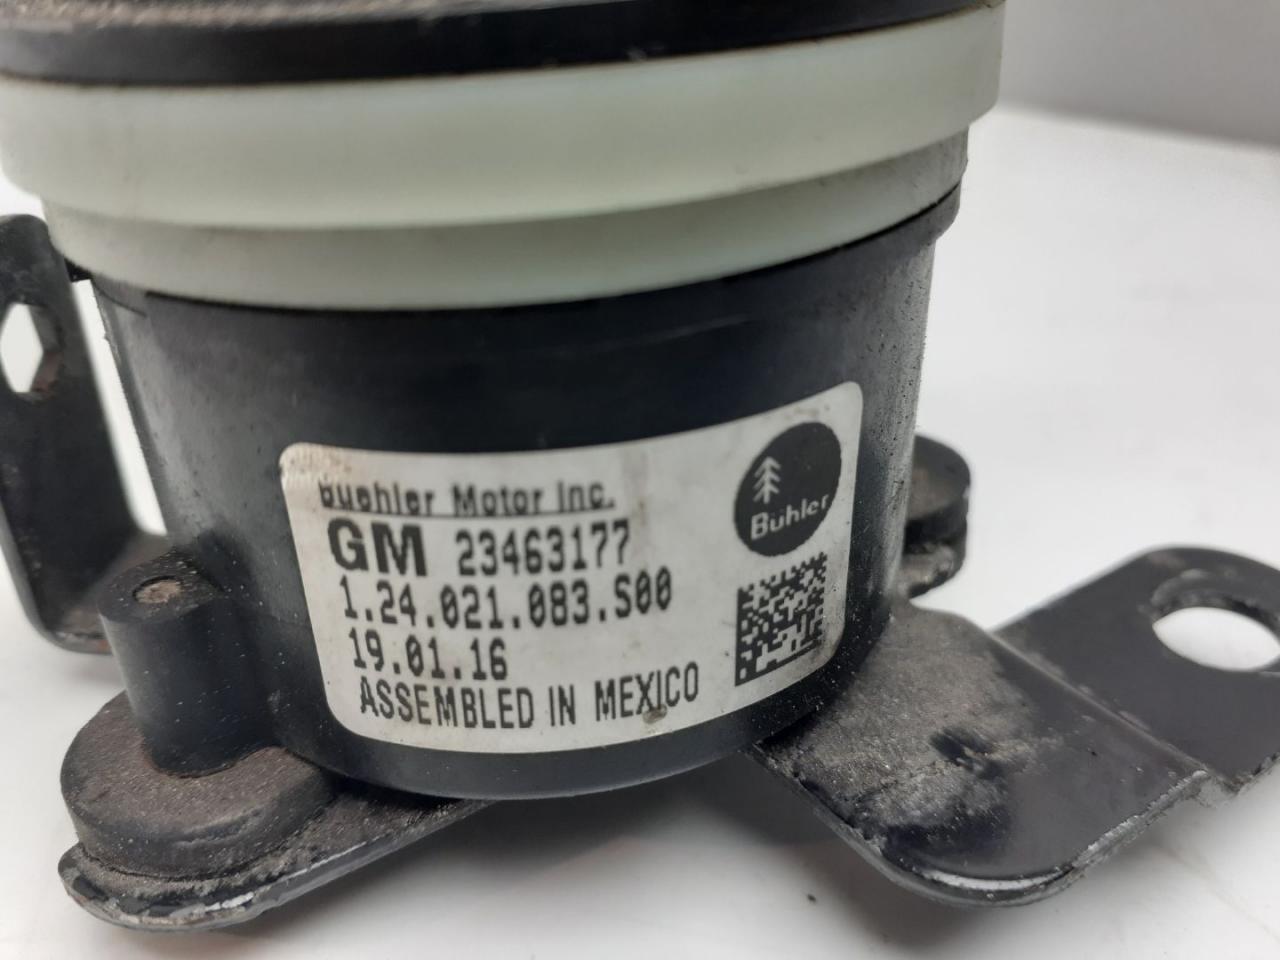 Buehler Motor Inc.
GM 23463177
1.24.021.083.S00
19.01.16
ASSEMBLED IN MEXICO
Bühler